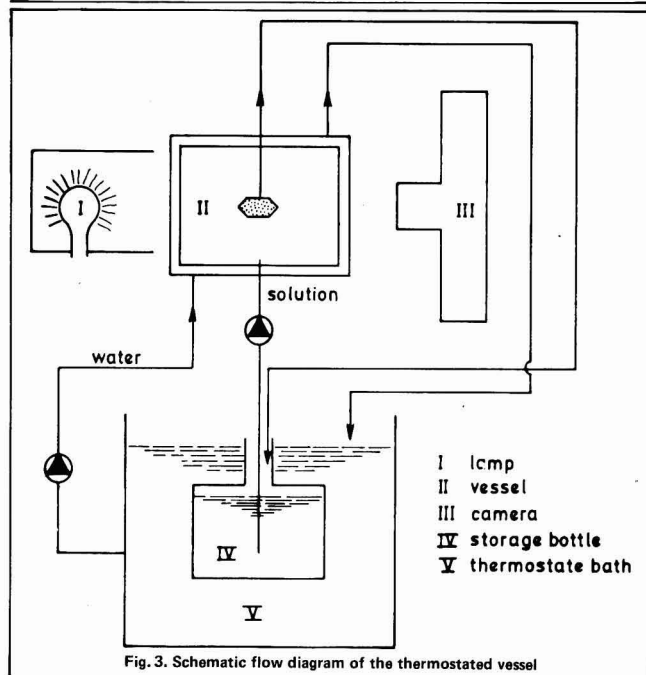 I
II
III
solution
water
IV
V
I lamp
II vessel
III camera
IV storage bottle
V thermostate bath
Fig. 3. Schematic flow diagram of the thermostated vessel